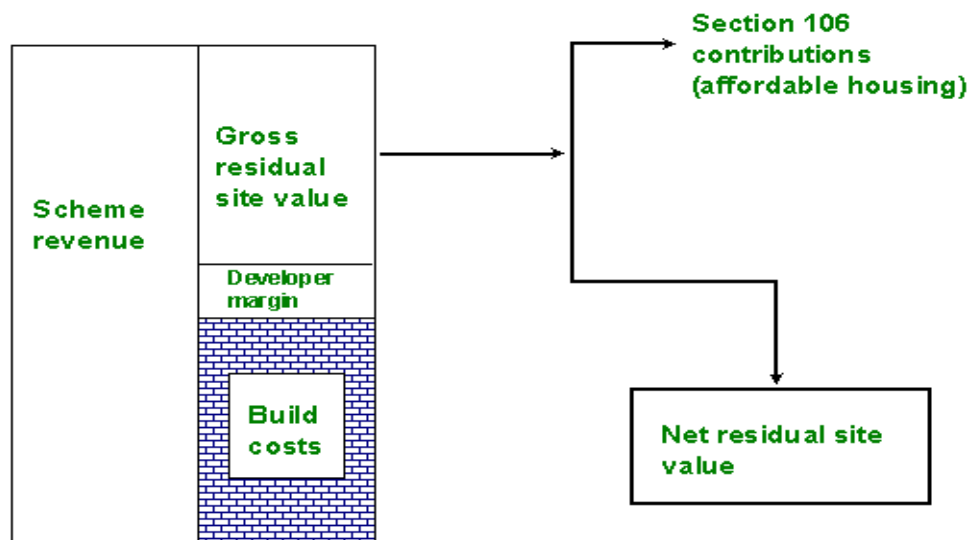 Section 106
contributions
(affordable housing)
Gross
residual
site value
Scheme
revenue
Developer
margin
Build
costs
Net residual site
value